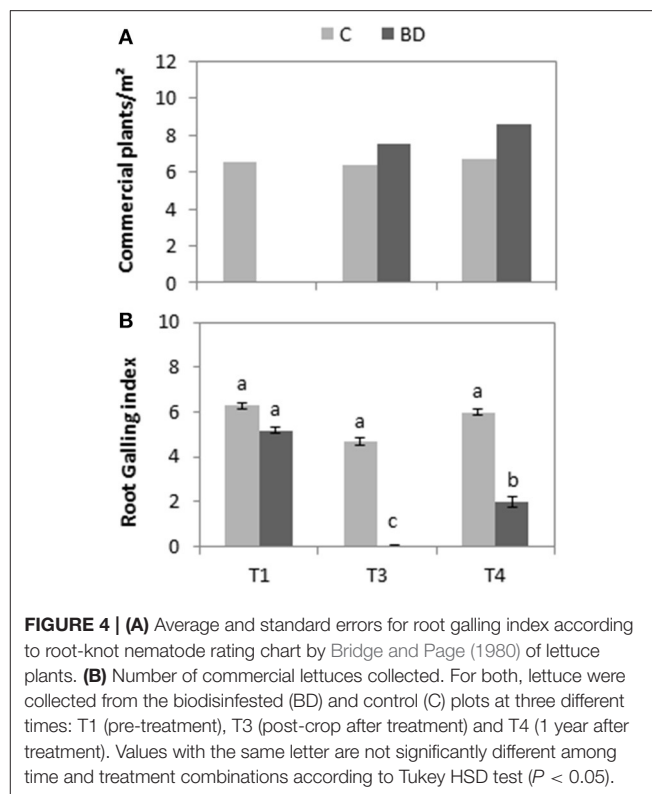 A
C BD
Commercial plants/m²
12
10
8
6
4
2
0
B
Root Galling index
10
8
6
4
2
0
a a a c a b
T1 T3 T4
FIGURE 4 | (A) Average and standard errors for root galling index according
to root-knot nematode rating chart by Bridge and Page (1980) of lettuce
plants. (B) Number of commercial lettuces collected. For both, lettuce were
collected from the biodisinfested (BD) and control (C) plots at three different
times: T1 (pre-treatment), T3 (post-crop after treatment) and T4 (1 year after
treatment). Values with the same letter are not significantly different among
time and treatment combinations according to Tukey HSD test (P < 0.05).